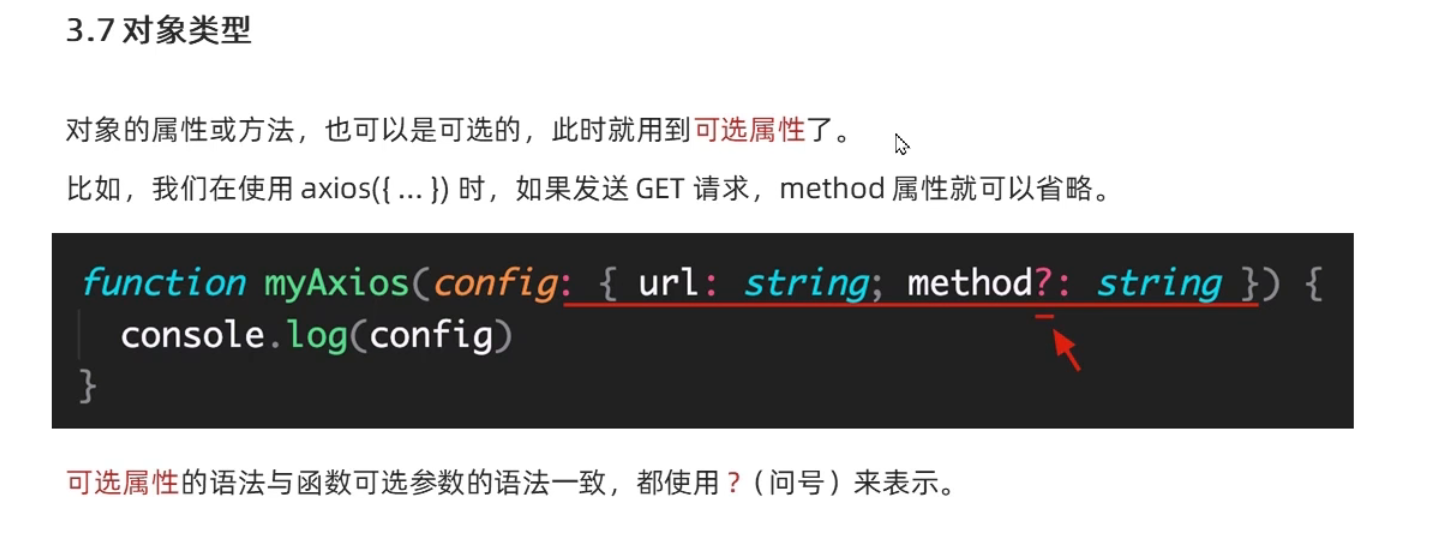 3.7 对象类型
对象的属性或方法，也可以是可选的，此时就用到可选属性了。
比如，我们在使用 axios({ ... }) 时，如果发送 GET 请求，method 属性就可以省略。
function myAxios(config: { url: string; method?: string }) {
  console.log(config)
}
可选属性的语法与函数可选参数的语法一致，都使用 ?（问号）来表示。